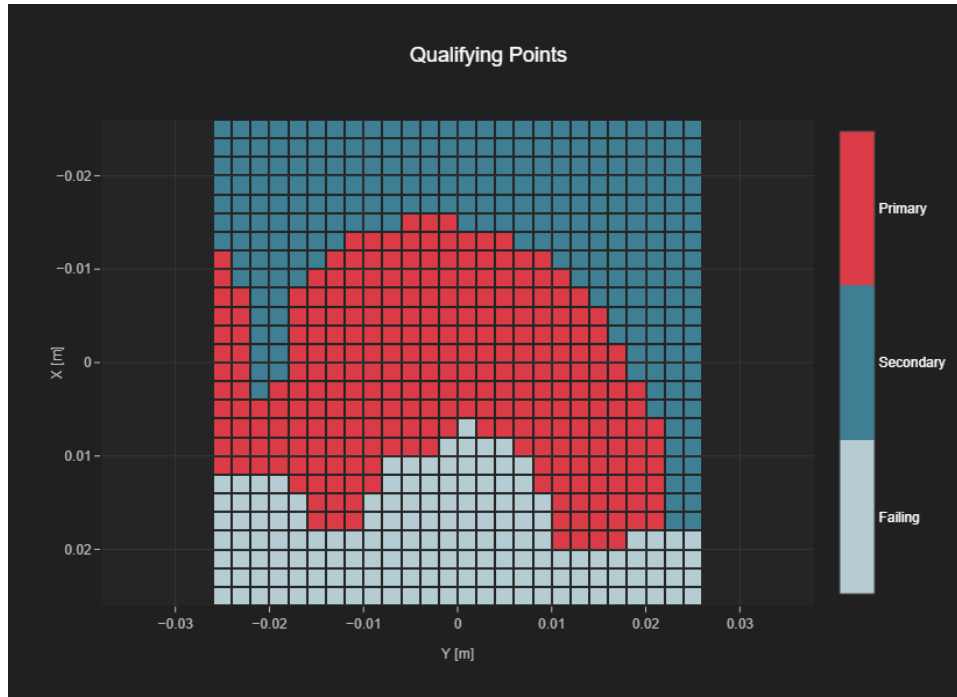 Qualifying Points
−0.02
−0.01
0
0.01
0.02
X [m]
−0.03
−0.02
−0.01
0
0.01
0.02
0.03
Y [m]
Primary
Secondary
Failing